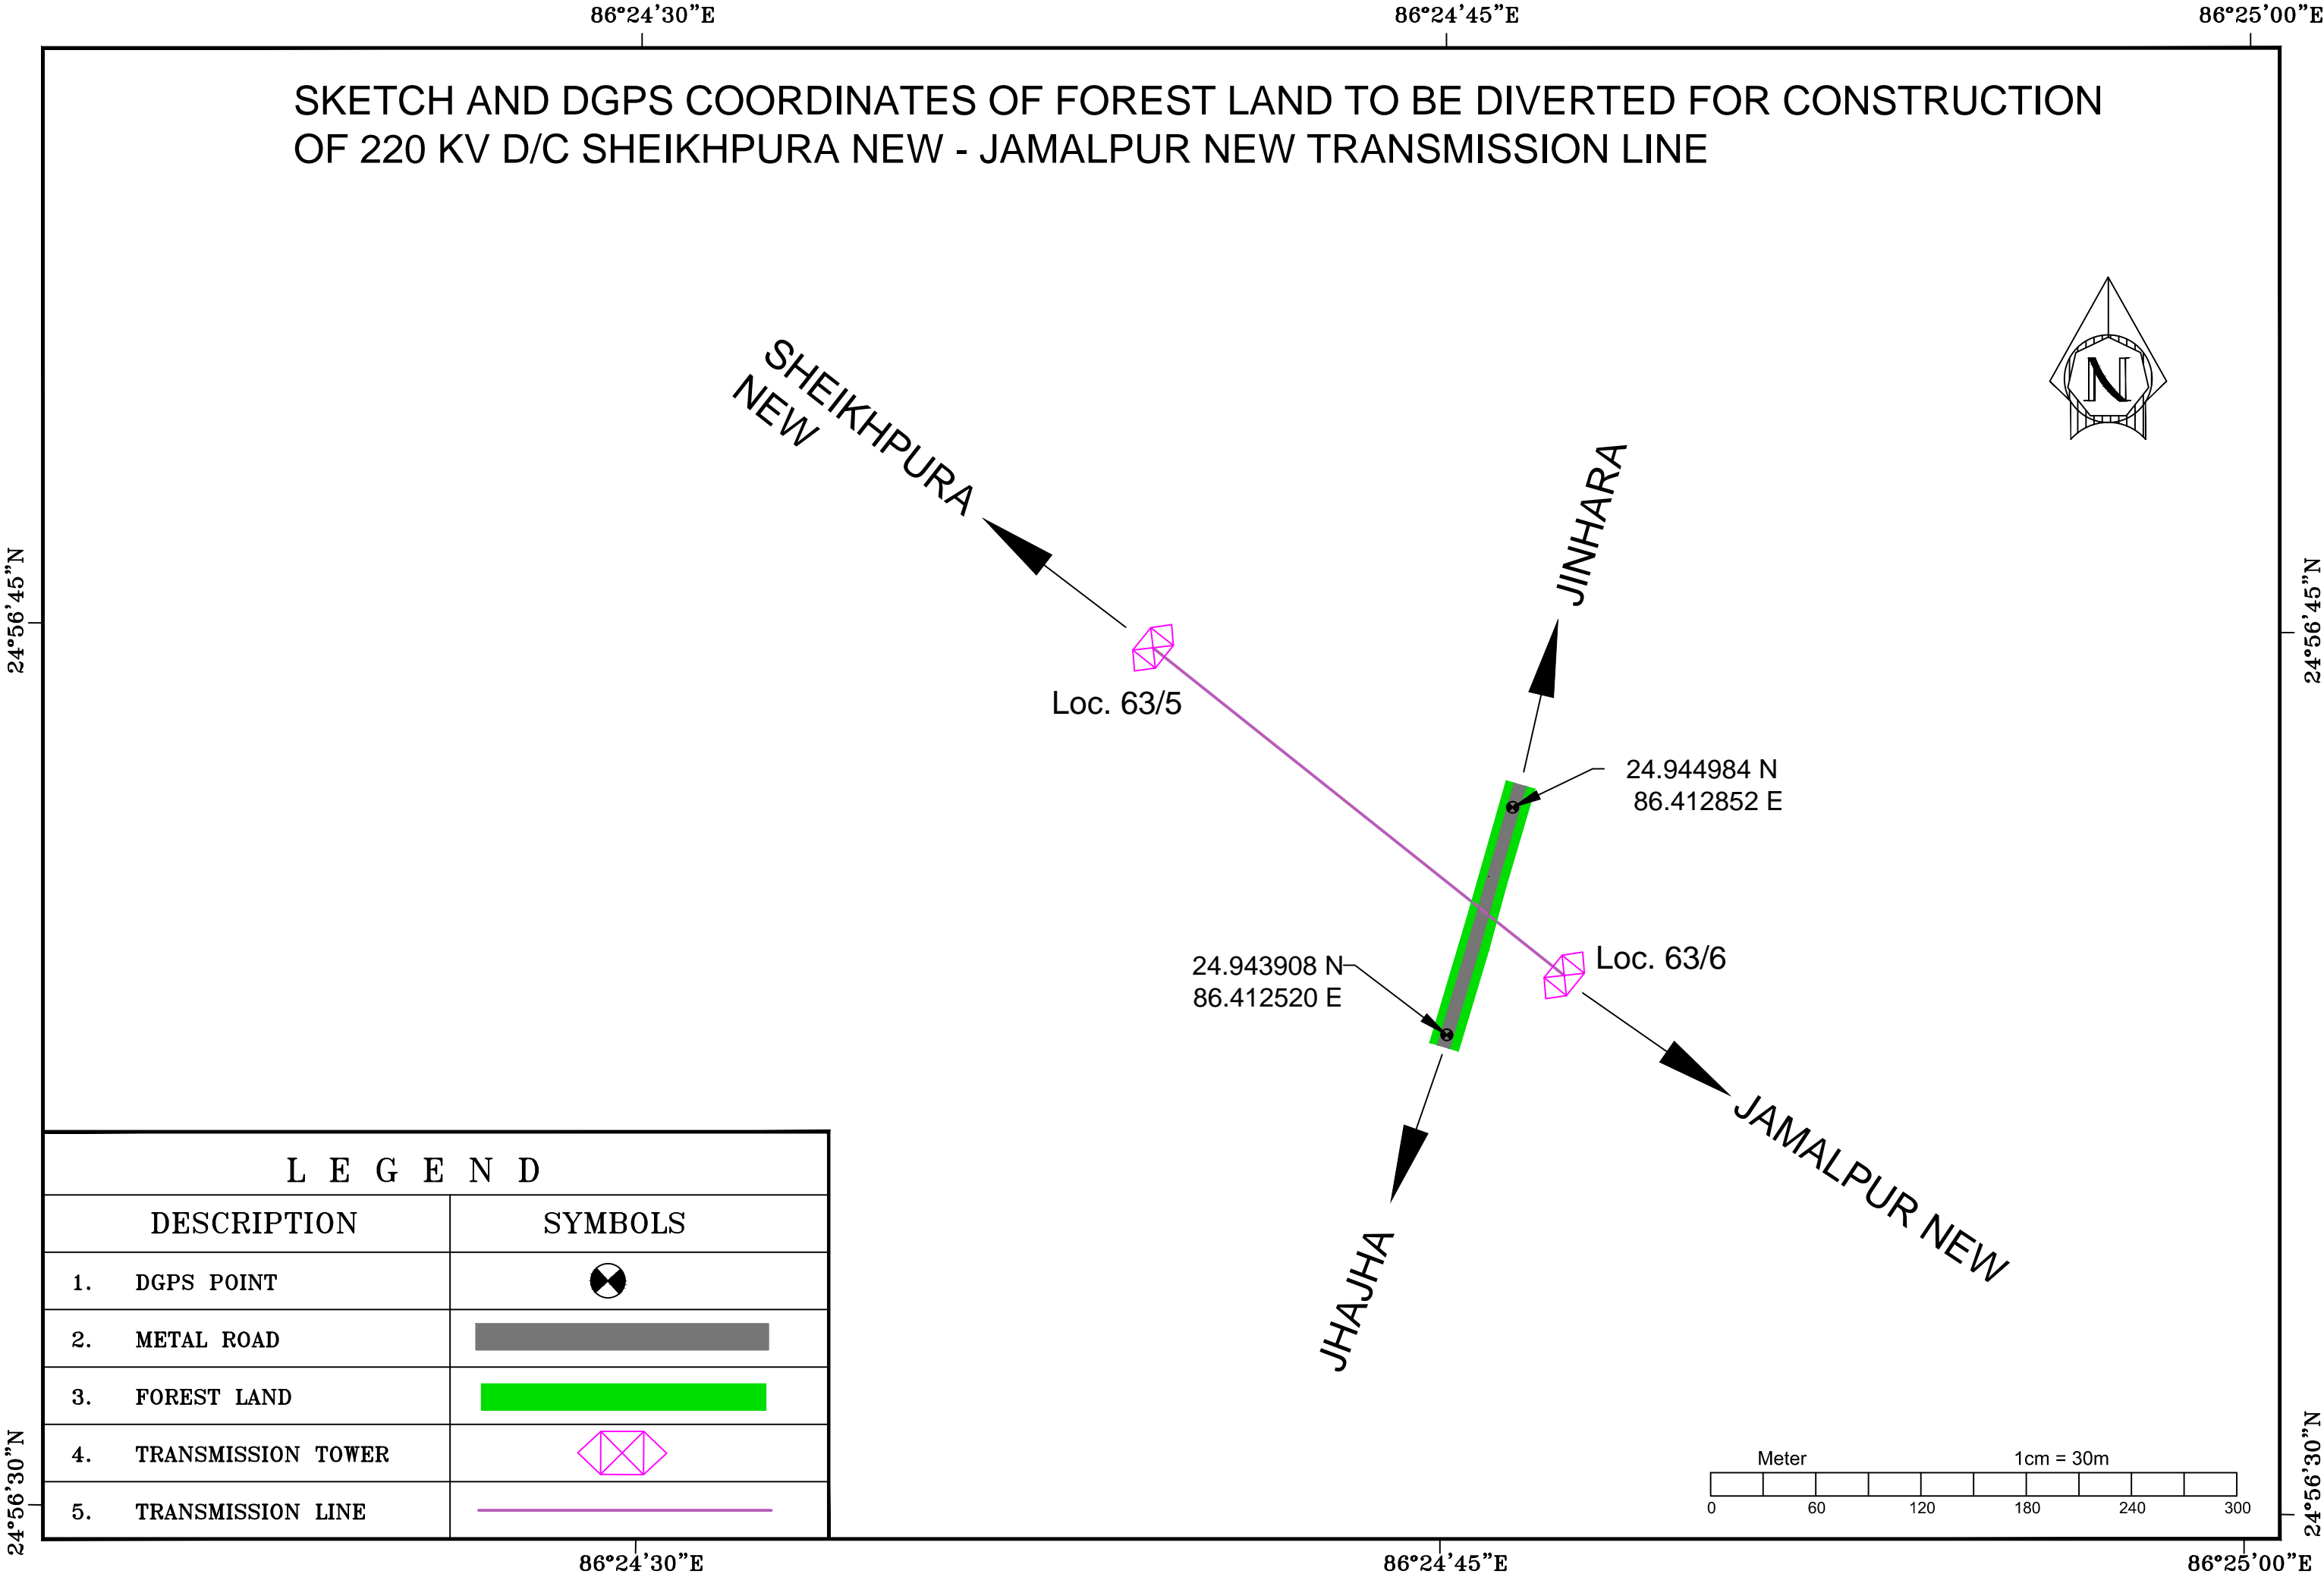 86°24'30"E
86°24'45"E
86°25'00"E
SKETCH AND DGPS COORDINATES OF FOREST LAND TO BE DIVERTED FOR CONSTRUCTION
OF 220 KV D/C SHEIKHPURA NEW - JAMALPUR NEW TRANSMISSION LINE
N
SHEIKHPURA
NEW
JINHARA
24°56'45"N
24°56'45"N
Loc. 63/5
24.944984 N
86.412852 E
Loc. 63/6
24.943908 N
86.412520 E
JAMALPUR NEW
JHAJHA
LEGEND
DESCRIPTION SYMBOLS
1. DGPS POINT
2. METAL ROAD
3. FOREST LAND
4. TRANSMISSION TOWER
5. TRANSMISSION LINE
Meter 1cm = 30m
0 60 120 180 240 300
24°56'30"N
24°56'30"N
86°24'30"E
86°24'45"E
86°25'00"E